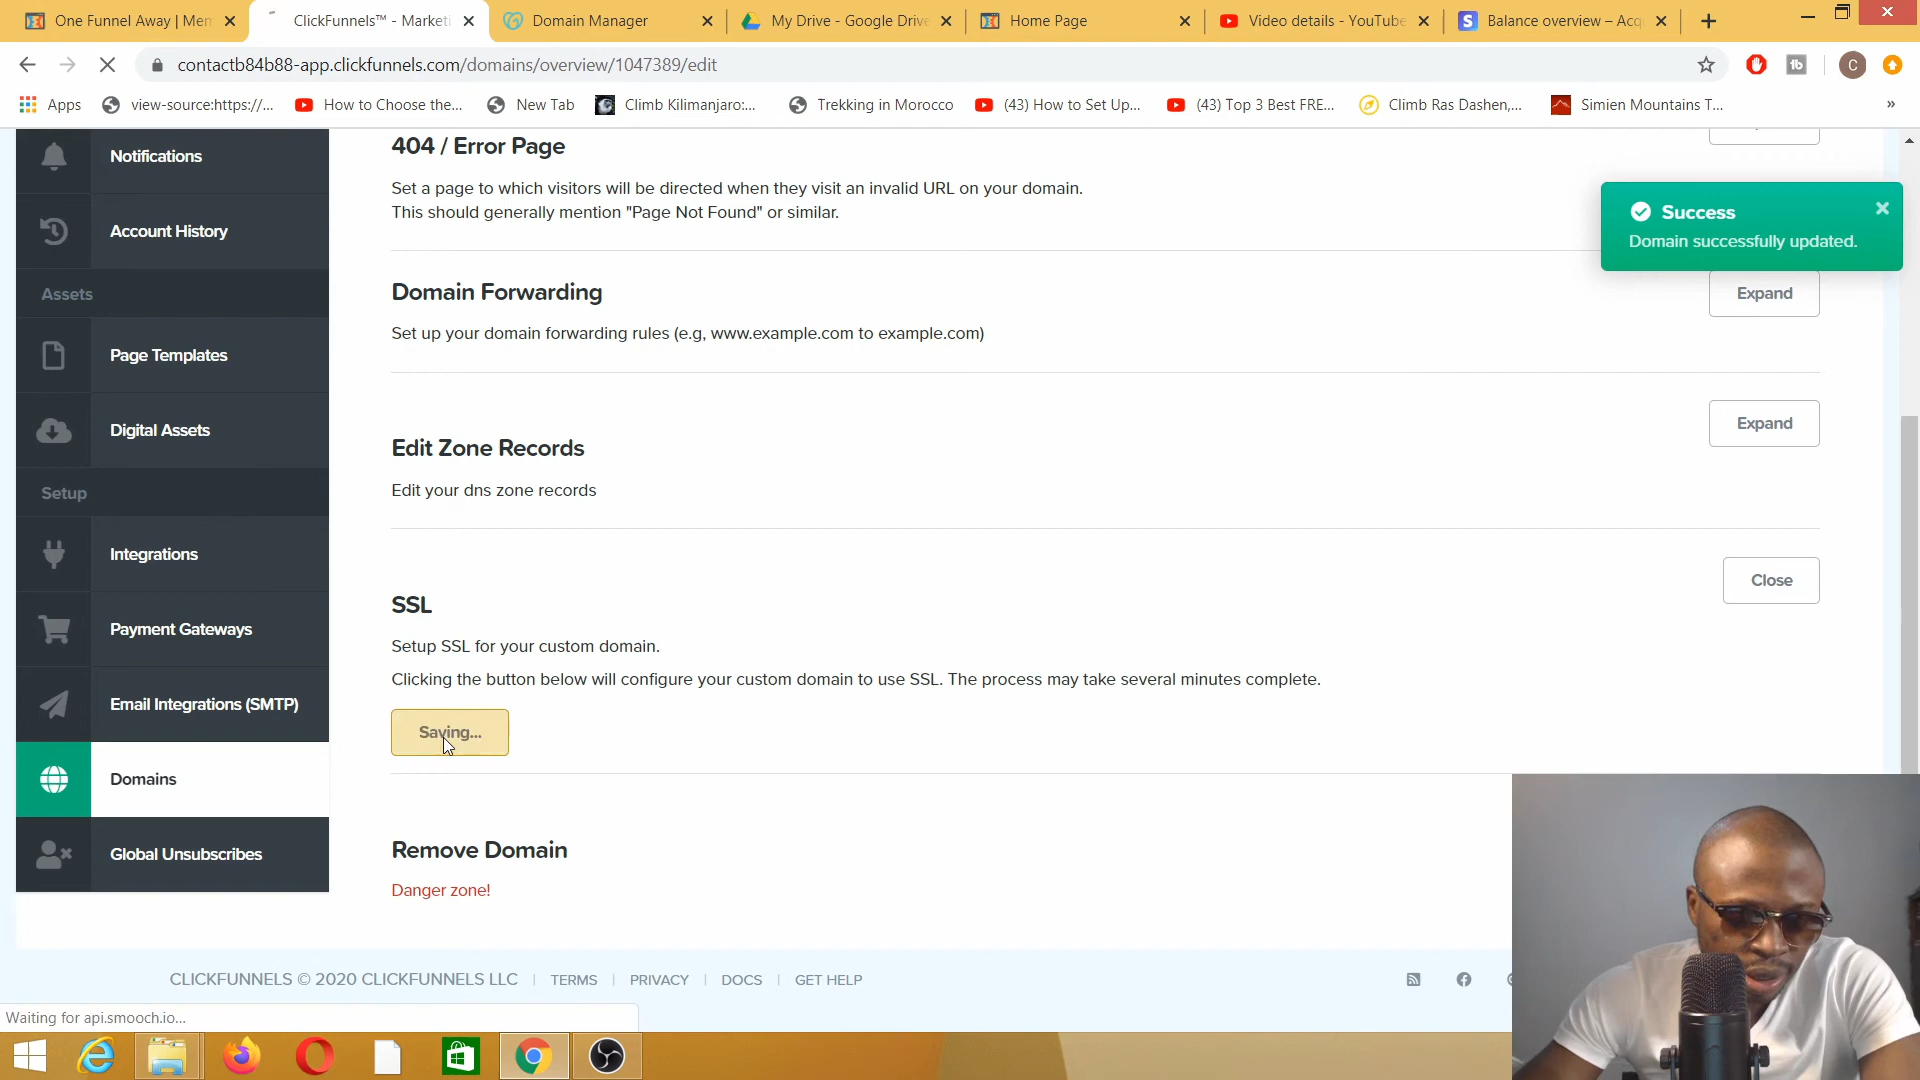 One Funnel Away | Mem
ClickFunnels™ - Marketi
Domain Manager
My Drive - Google Drive
Home Page
Video details - YouTube
Balance overview – Acq
contactb84b88-app.clickfunnels.com/domains/overview/1047389/edit
Apps
view-source:https://...
How to Choose the...
New Tab
Climb Kilimanjaro:...
Trekking in Morocco
(43) How to Set Up...
(43) Top 3 Best FRE...
Climb Ras Dashen,...
Simien Mountains T...
Notifications
Account History
Assets
Page Templates
Digital Assets
Setup
Integrations
Payment Gateways
Email Integrations (SMTP)
Domains
Global Unsubscribes
404 / Error Page
Set a page to which visitors will be directed when they visit an invalid URL on your domain.
This should generally mention "Page Not Found" or similar.
Success
Domain successfully updated.
Domain Forwarding
Expand
Set up your domain forwarding rules (e.g, www.example.com to example.com)
Expand
Edit Zone Records
Edit your dns zone records
Close
SSL
Setup SSL for your custom domain.
Clicking the button below will configure your custom domain to use SSL. The process may take several minutes complete.
Saving...
Remove Domain
Danger zone!
CLICKFUNNELS © 2020 CLICKFUNNELS LLC
TERMS
PRIVACY
DOCS
GET HELP
Waiting for api.smooch.io...